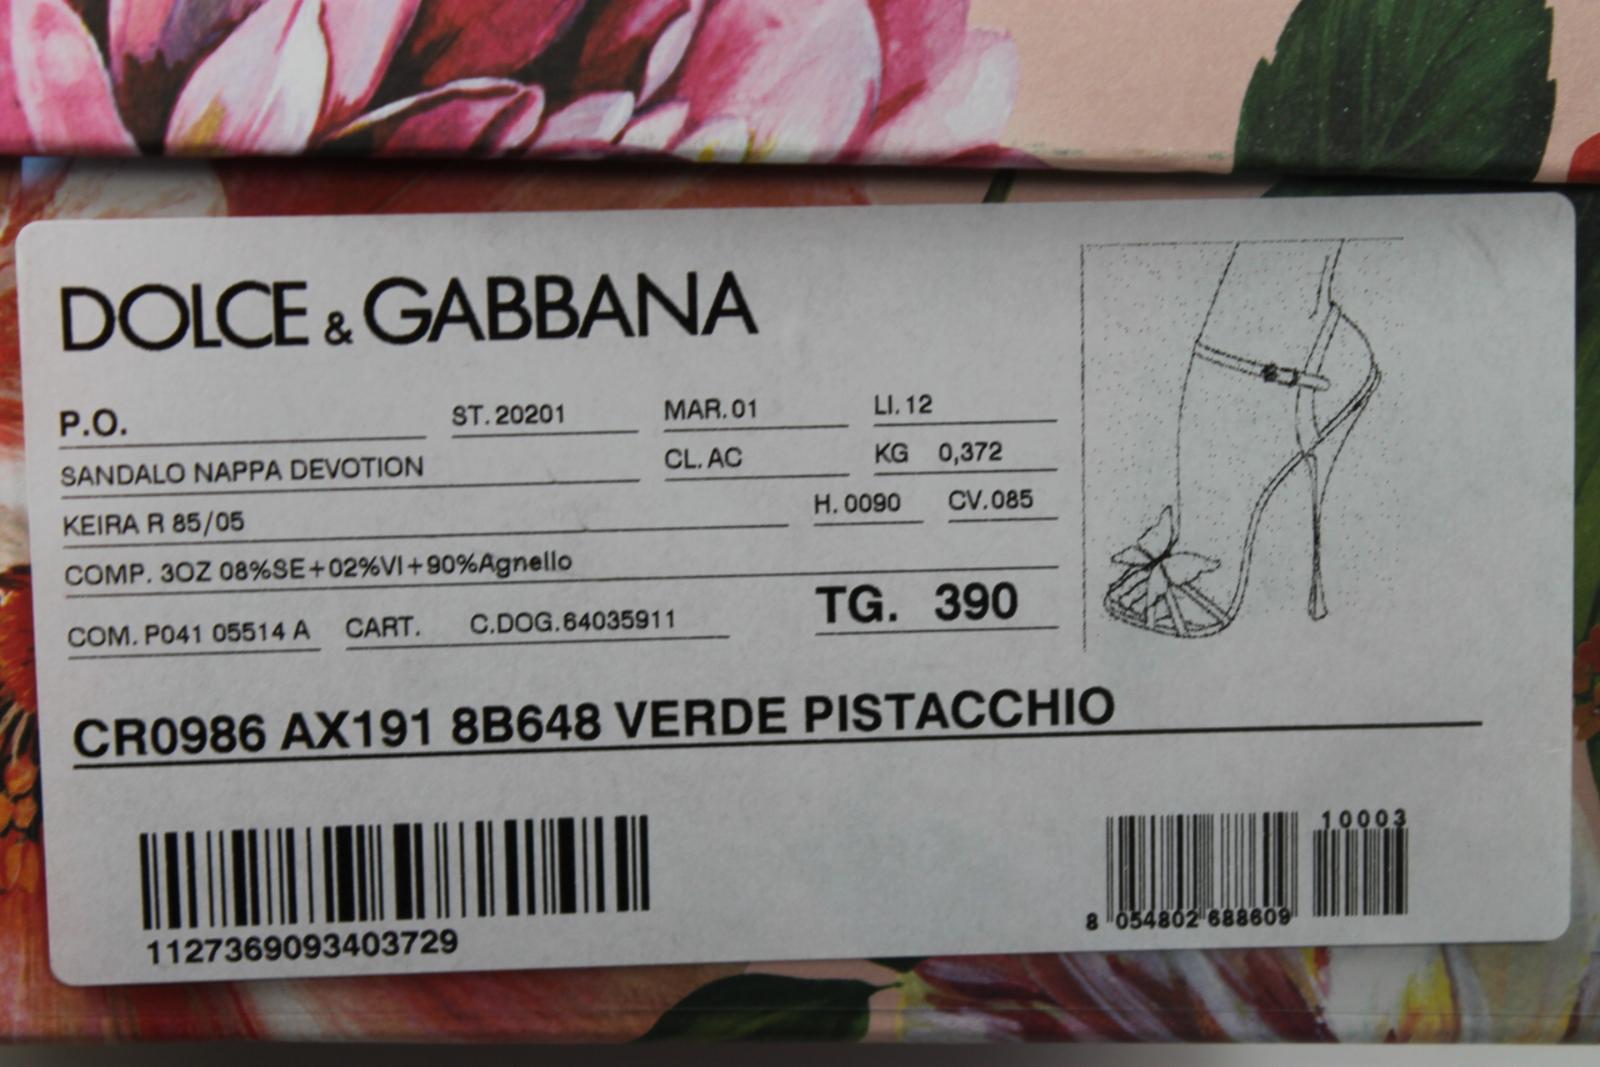 DOLCE & GABBANA
P.O. ST. 20201 MAR. 01 LI. 12
SANDALO NAPPA DEVOTION CL. AC KG 0,372
KEIRA R 85/05 H. 0090 CV. 085
COMP. 3OZ 08%SE+02%VI+90%Agnello
COM. P041 05514 A CART. C.DOG.64035911 TG. 390
CR0986 AX191 8B648 VERDE PISTACCHIO
10003
1127369093403729
8 054802 688609